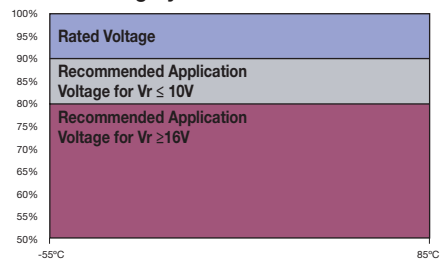 100%
95%
90%
85%
80%
75%
70%
65%
60%
55%
50%
Rated Voltage
Recommended Application
Voltage for Vr ≤ 10V
Recommended Application
Voltage for Vr ≥16V
-55ºC
85ºC